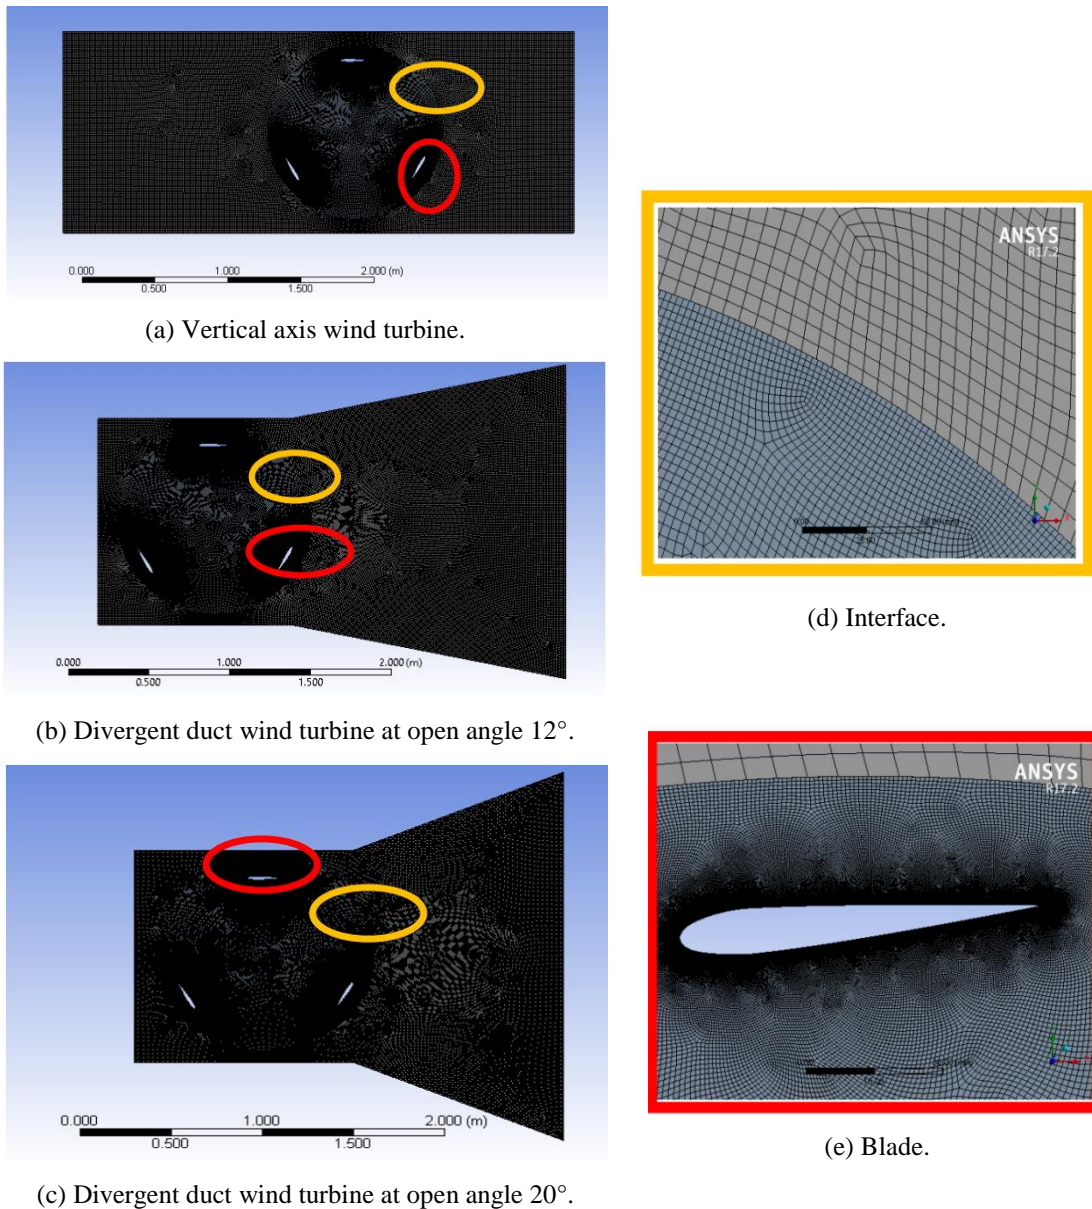 0.000 1.000 2.000 (m)
0.500 1.500
(a) Vertical axis wind turbine.
0.000 1.000 2.000 (m)
0.500 1.500
(b) Divergent duct wind turbine at open angle 12°.
0.000 1.000 2.000 (m)
0.500 1.500
(c) Divergent duct wind turbine at open angle 20°.
ANSYS
R17.2
(d) Interface.
ANSYS
R17.2
(e) Blade.